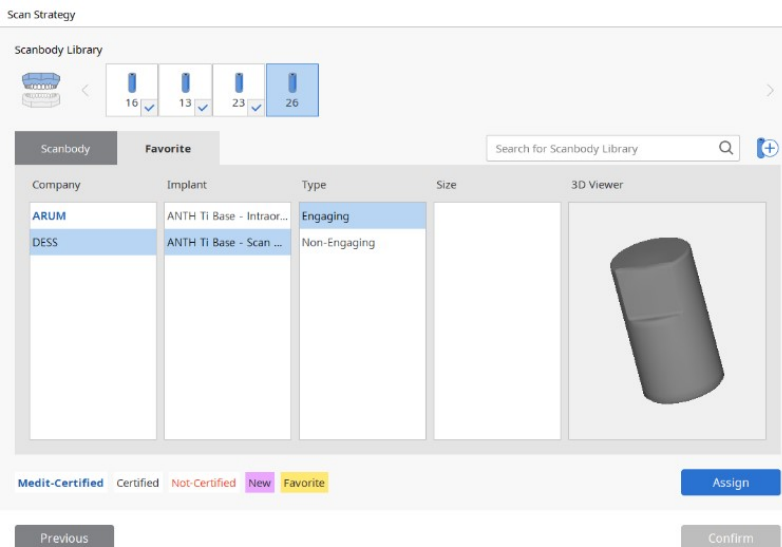 Scan Strategy
Scanbody Library
16 13 23 26
Scanbody Favorite Search for Scanbody Library
Company Implant Type Size 3D Viewer
ARUM ANTH Ti Base - Intraor... Engaging
DESS ANTH Ti Base - Scan ... Non-Engaging
Medit-Certified Certified Not-Certified New Favorite Assign
Previous Confirm